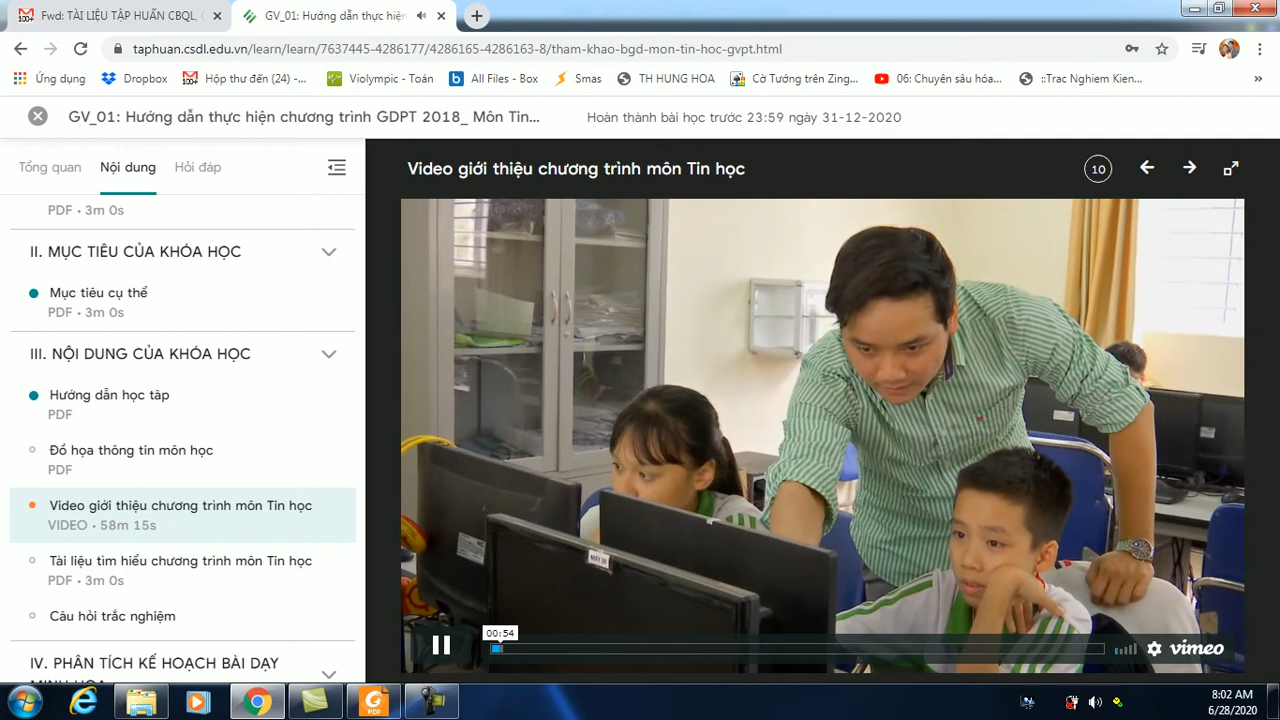 Fwd: TÀI LIỆU TẬP HUẤN CBQL, G
GV_01: Hướng dẫn thực hiện
taphuan.csdl.edu.vn/learn/learn/7637445-4286177/4286165-4286163-8/tham-khao-bgd-mon-tin-hoc-gvpt.html
Ứng dụng
Dropbox
Hộp thư đến (24) -...
Violympic - Toán
All Files - Box
Smas
TH HUNG HOA
Cờ Tướng trên Zing...
06: Chuyên sâu hóa...
::Trac Nghiem Kien...
GV_01: Hướng dẫn thực hiện chương trình GDPT 2018_ Môn Tin...
Hoàn thành bài học trước 23:59 ngày 31-12-2020
Tổng quan
Nội dung
Hỏi đáp
PDF • 3m 0s
II. MỤC TIÊU CỦA KHÓA HỌC
Mục tiêu cụ thể
PDF • 3m 0s
III. NỘI DUNG CỦA KHÓA HỌC
Hướng dẫn học tâp
PDF
Đồ họa thông tin môn học
PDF
Video giới thiệu chương trình môn Tin học
VIDEO • 58m 15s
Tài liệu tìm hiểu chương trình môn Tin học
PDF • 3m 0s
Câu hỏi trắc nghiệm
IV. PHÂN TÍCH KẾ HOẠCH BÀI DẠY
Video giới thiệu chương trình môn Tin học
10
00:54
vimeo
8:02 AM
6/28/2020